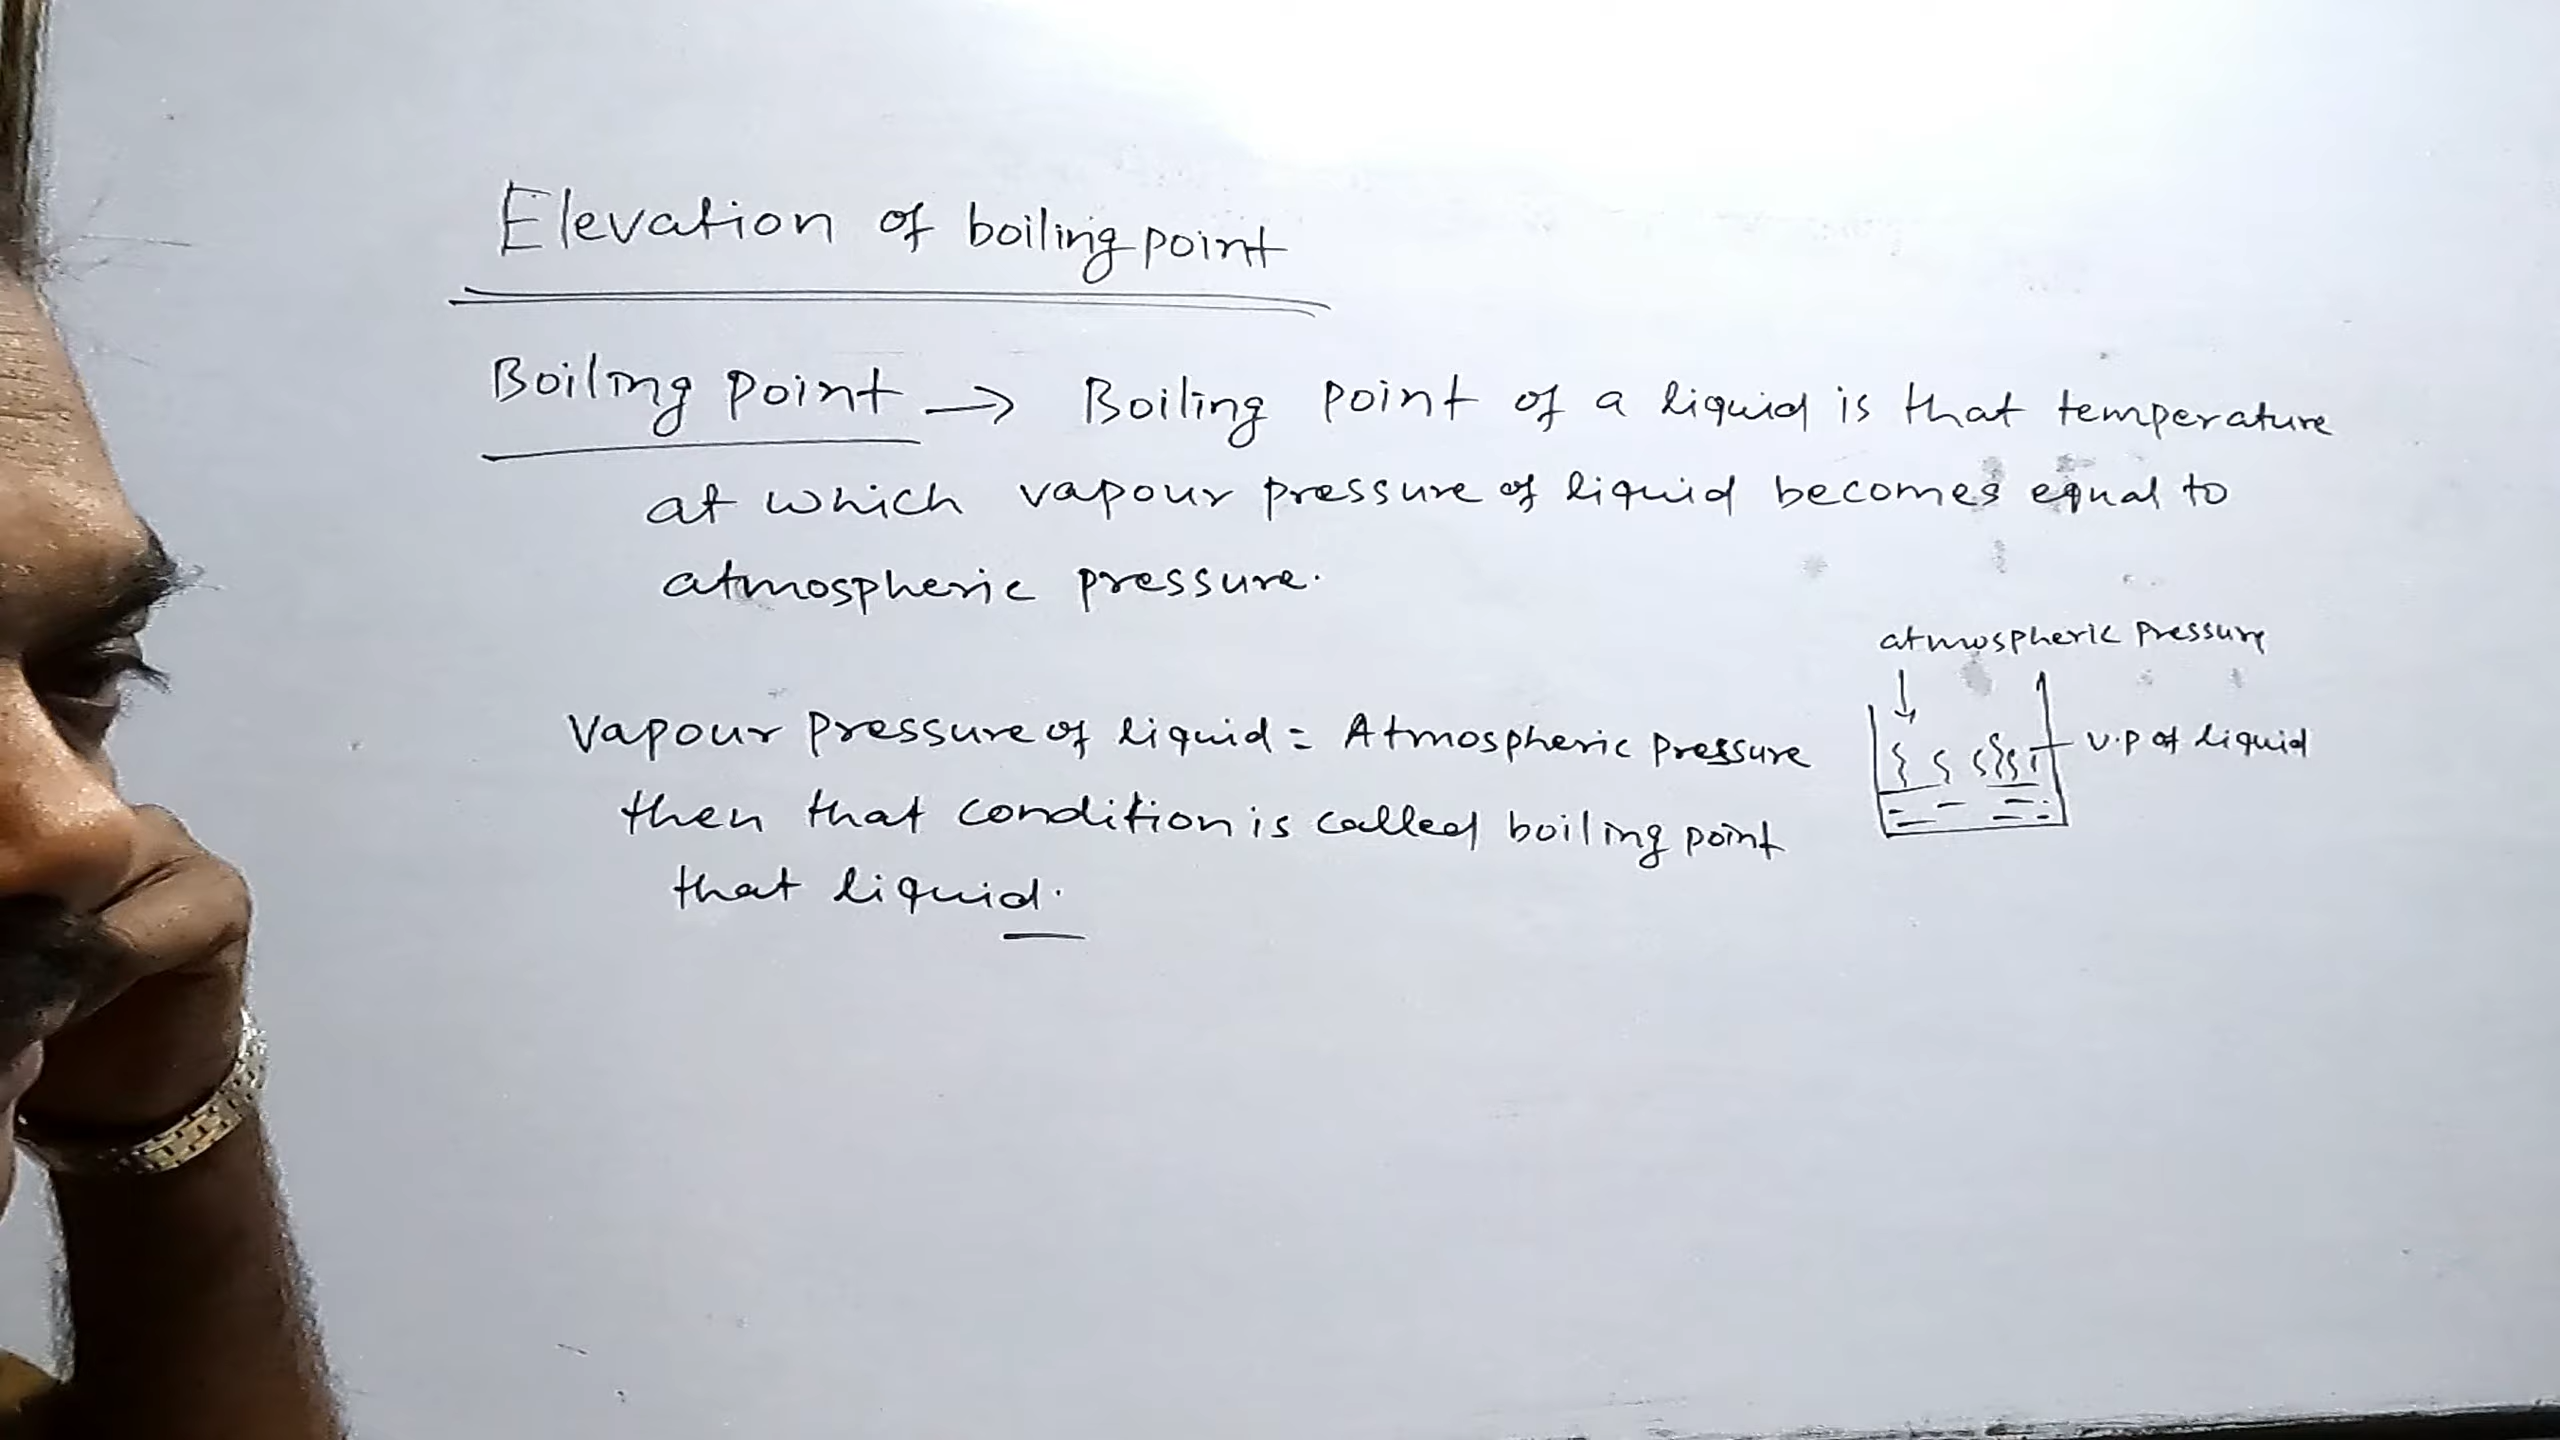 Elevation of boiling point
Boiling point → Boiling point of a liquid is that temperature
at which vapour pressure of liquid becomes equal to
atmospheric pressure.
atmospheric pressure
Vapour pressure of liquid = Atmospheric pressure
v.p of liquid
then that condition is called boiling point
that liquid.